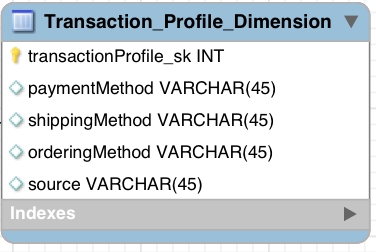 Transaction_Profile_Dimension
transactionProfile_sk INT
paymentMethod VARCHAR(45)
shippingMethod VARCHAR(45)
orderingMethod VARCHAR(45)
source VARCHAR(45)
Indexes